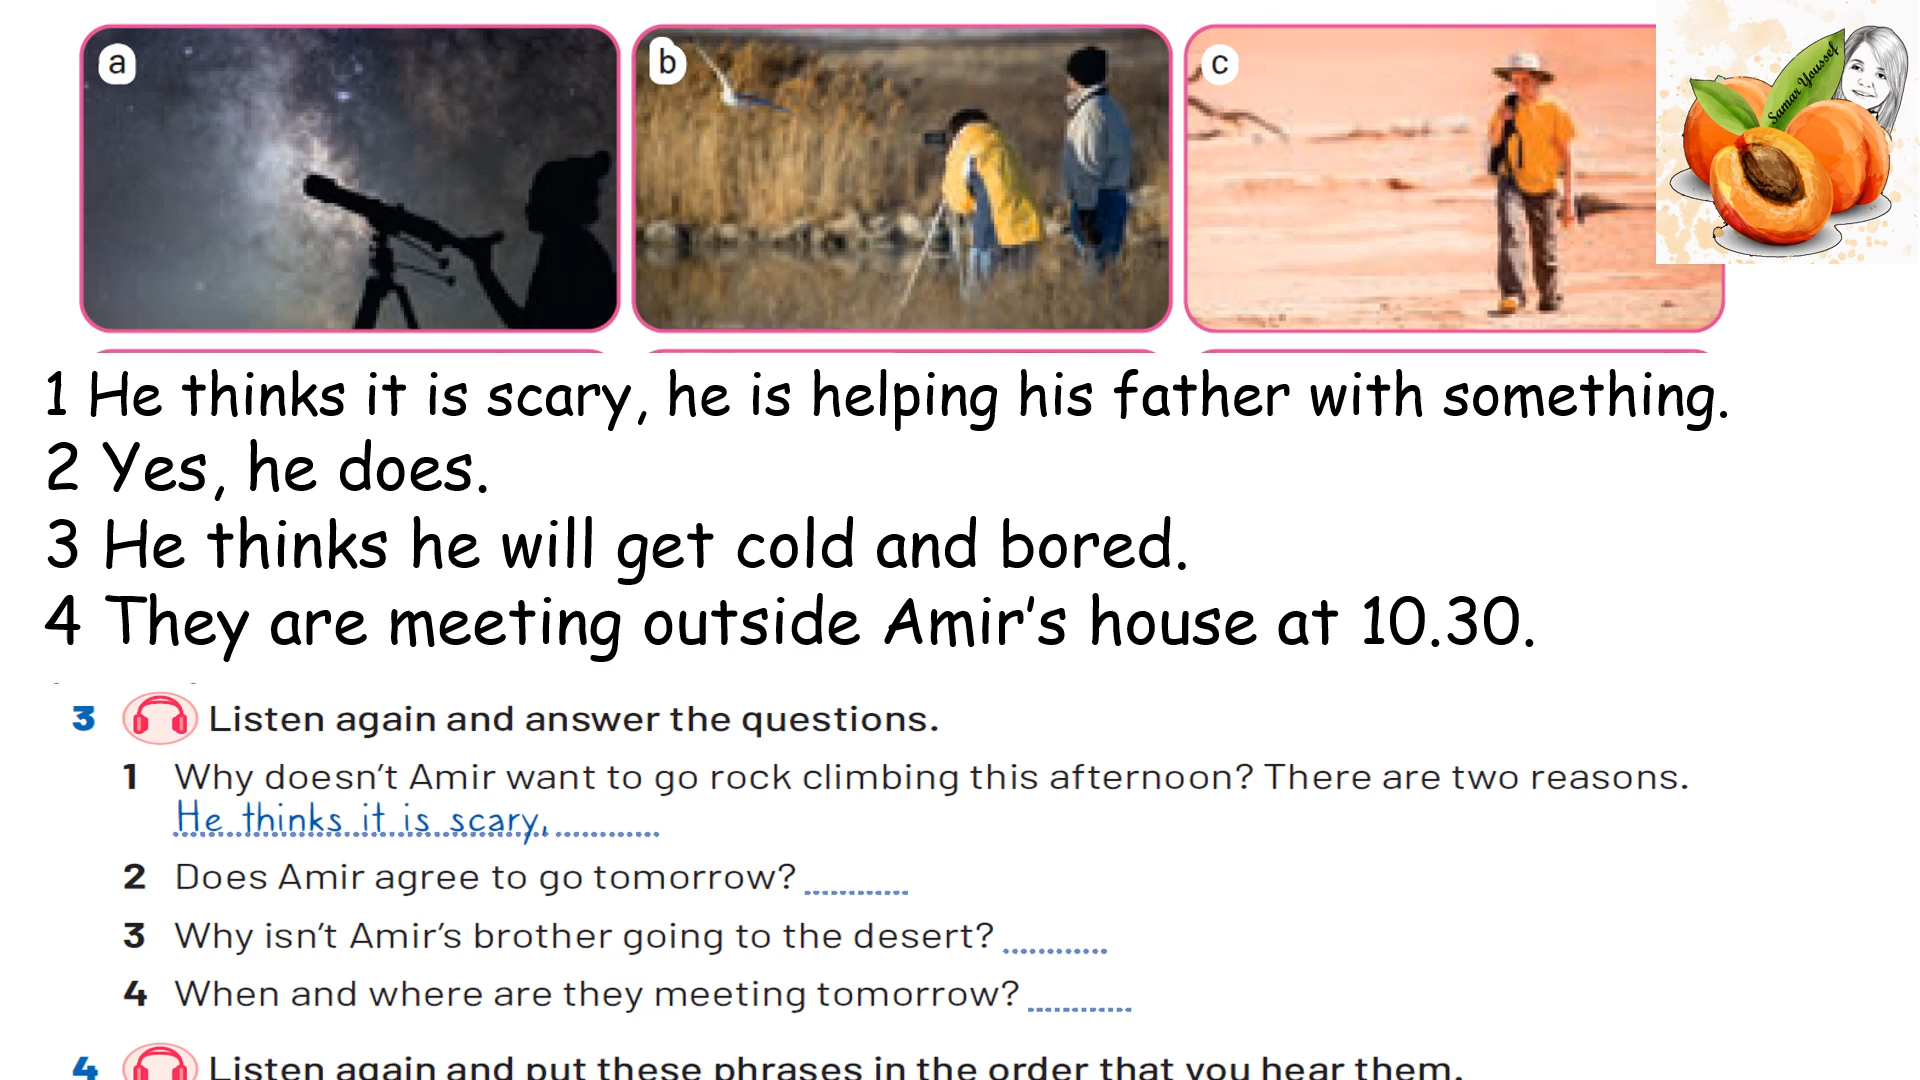 a
b
c
Samar Youssef
1 He thinks it is scary, he is helping his father with something.
2 Yes, he does.
3 He thinks he will get cold and bored.
4 They are meeting outside Amir's house at 10.30.
3 Listen again and answer the questions.
1 Why doesn't Amir want to go rock climbing this afternoon? There are two reasons.
He thinks it is scary,
2 Does Amir agree to go tomorrow?
3 Why isn't Amir's brother going to the desert?
4 When and where are they meeting tomorrow?
4 Listen again and put these phrases in the order that you hear them.